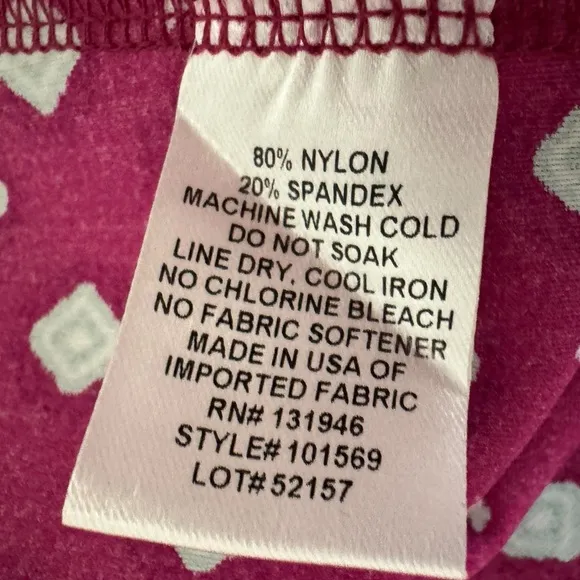 80% NYLON
20% SPANDEX
MACHINE WASH COLD
DO NOT SOAK
LINE DRY. COOL IRON
NO CHLORINE BLEACH
NO FABRIC SOFTENER
MADE IN USA OF
IMPORTED FABRIC
RN# 131946
STYLE# 101569
LOT# 52157